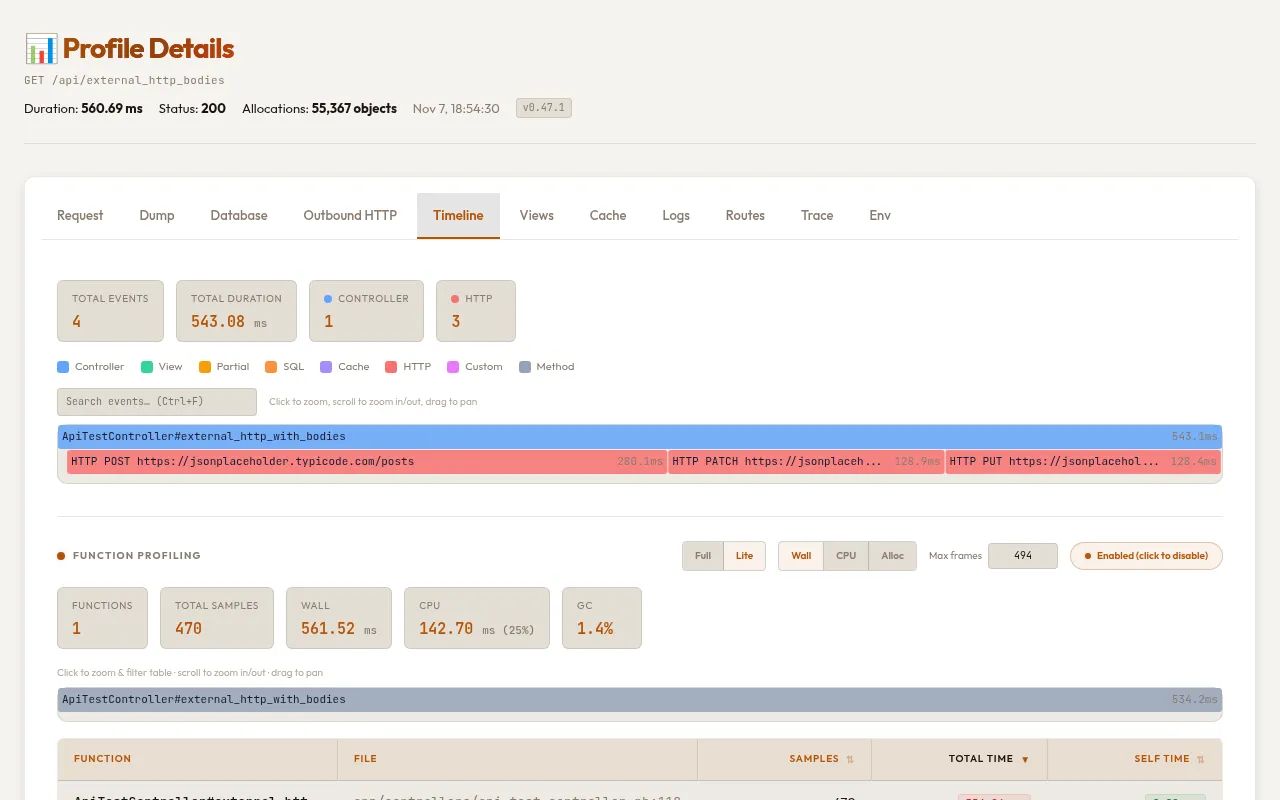 Profile Details
GET /api/external_http_bodies
Duration: 560.69 ms Status: 200 Allocations: 55,367 objects Nov 7, 18:54:30 v0.47.1
Request Dump Database Outbound HTTP Timeline Views Cache Logs Routes Trace Env
TOTAL EVENTS TOTAL DURATION CONTROLLER HTTP
4 543.08 ms 1 3
Controller View Partial SQL Cache HTTP Custom Method
Search events… (Ctrl+F) Click to zoom, scroll to zoom in/out, drag to pan
ApiTestController#external_http_with_bodies 543.1ms
HTTP POST https://jsonplaceholder.typicode.com/posts 280.1ms HTTP PATCH https://jsonplaceh... 128.9ms HTTP PUT https://jsonplacehol... 128.4ms
FUNCTION PROFILING Full Lite Wall CPU Alloc Max frames 494 Enabled (click to disable)
FUNCTIONS TOTAL SAMPLES WALL CPU GC
1 470 561.52 ms 142.70 ms (25%) 1.4%
Click to zoom & filter table · scroll to zoom in/out · drag to pan
ApiTestController#external_http_with_bodies 534.2ms
FUNCTION FILE SAMPLES ⇅ TOTAL TIME ▼ SELF TIME ⇅